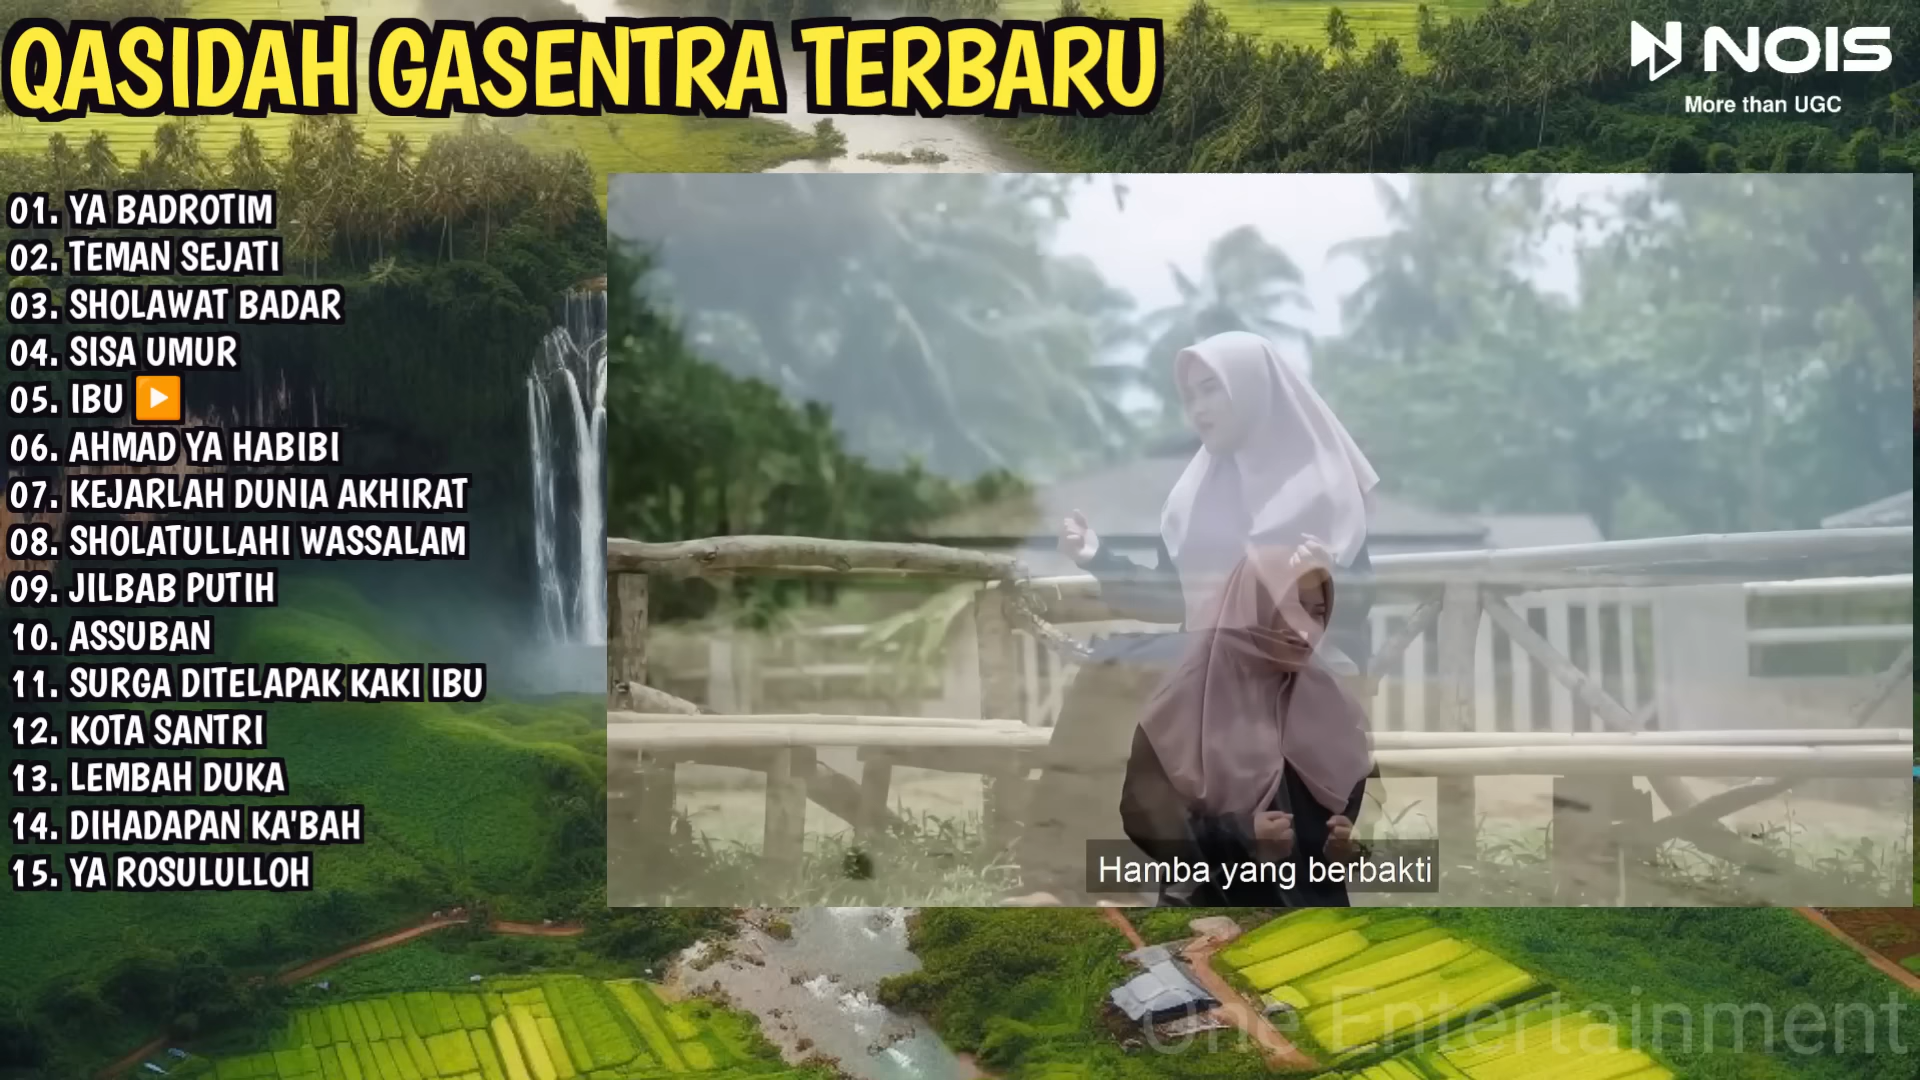 QASIDAH GASENTRA TERBARU
NOIS
More than UGC
01. YA BADROTIM
02. TEMAN SEJATI
03. SHOLAWAT BADAR
04. SISA UMUR
05. IBU
06. AHMAD YA HABIBI
07. KEJARLAH DUNIA AKHIRAT
08. SHOLATULLAHI WASSALAM
09. JILBAB PUTIH
10. ASSUBAN
11. SURGA DITELAPAK KAKI IBU
12. KOTA SANTRI
13. LEMBAH DUKA
14. DIHADAPAN KA'BAH
15. YA ROSULULLOH
Hamba yang berbakti
One Entertainment